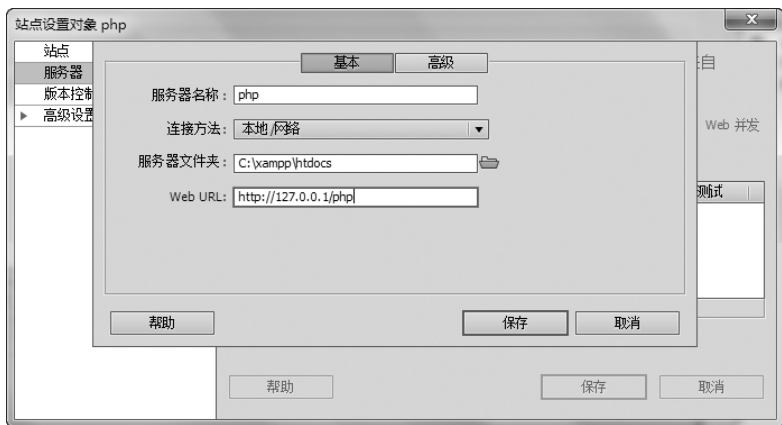 站点设置对象 php
站点
服务器
版本控制
高级设置
基本
高级
服务器名称： php
连接方法： 本地/网络
服务器文件夹： C:\xampp\htdocs
Web URL: http://127.0.0.1/php
帮助
保存
取消
Web 并发
测试
帮助
保存
取消